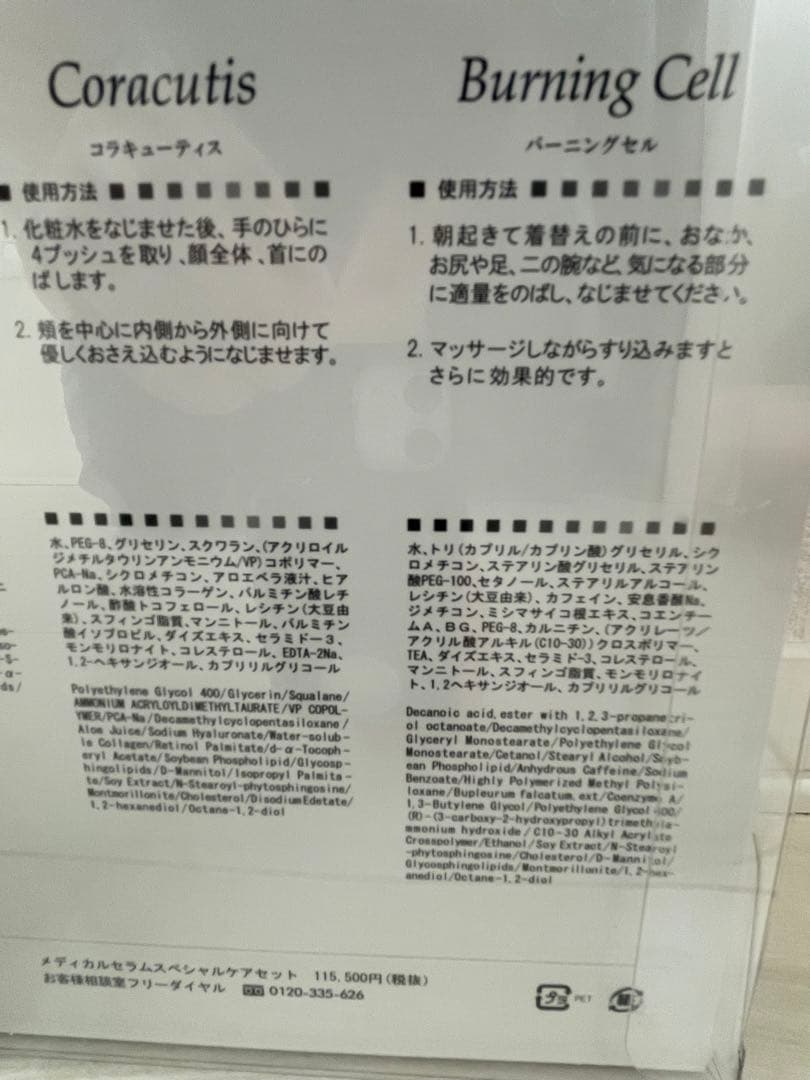 Coracutis
コラキューティス
■ 使用方法 ■ ■ ■ ■ ■ ■ ■ ■
1. 化粧水をなじませた後、手のひらに
4プッシュを取り、顔全体、首にの
ばします。
2. 頬を中心に内側から外側に向けて
優しくおさえ込むようになじませます。
水、PEG-8、グリセリン、スクワラン、(アクリロイル
ジメチルタウリンアンモニウム/VP)コポリマー、
PCA-Na、シクロメチコン、アロエベラ液汁、ヒア
ルロン酸、水溶性コラーゲン、パルミチン酸レチ
ノール、酢酸トコフェロール、レシチン(大豆由
来)、スフィンゴ脂質、マンニトール、パルミチン
酸イソプロピル、ダイズエキス、セラミド-3、
モンモリロナイト、コレステロール、EDTA-2Na、
1,2-ヘキサンジオール、カプリリルグリコール
Polyethylene Glycol 400/Glycerin/Squalane/
AMMONIUM ACRYLOYLDIMETHYLTAURATE/VP COPOL-
YMER/PCA-Na/Decamethylcyclopentasiloxane/
Aloe Juice/Sodium Hyaluronate/Water-solub-
le Collagen/Retinol Palmitate/d-α-Tocoph-
eryl Acetate/Soybean Phospholipid/Glycosp-
hingolipids/D-Mannitol/Isopropyl Palmita-
te/Soy Extract/N-Stearoyl-phytosphingosine/
Montmorillonite/Cholesterol/Disodium Edetate/
1,2-hexanediol/Octane-1,2-diol
Burning Cell
バーニングセル
■ 使用方法 ■ ■ ■ ■ ■ ■ ■ ■
1. 朝起きて着替えの前に、おなか、
お尻や足、二の腕など、気になる部分
に適量をのばし、なじませてください。
2. マッサージしながらすり込みますと
さらに効果的です。
水、トリ(カプリル/カプリン酸)グリセリル、シク
ロメチコン、ステアリン酸グリセリル、ステアリン
酸PEG-100、セタノール、ステアリルアルコール、
レシチン(大豆由来)、カフェイン、安息香酸Na、
ジメチコン、ミシマサイコ根エキス、コエンチー
ムA、BG、PEG-8、カルニチン、(アクリレーツ/
アクリル酸アルキル(C10-30))クロスポリマー、
TEA、ダイズエキス、セラミド-3、コレステロール、
マンニトール、スフィンゴ脂質、モンモリロナイ
ト、1,2ヘキサンジオール、カプリリルグリコール
Decanoic acid, ester with 1,2,3-propanetri-
ol octanoate/Decamethylcyclopentasiloxane/
Glyceryl Monostearate/Polyethylene Glycol
Monostearate/Cetanol/Stearyl Alcohol/Soyb-
ean Phospholipid/Anhydrous Caffeine/Sodium
Benzoate/Highly Polymerized Methyl Polysi-
loxane/Bupleurum falcatum, ext/Coenzyme A/
1,3-Butylene Glycol/Polyethylene Glycol 400/
(R)-(3-carboxy-2-hydroxypropyl)trimethyla-
mmonium hydroxide/C10-30 Alkyl Acrylate
Crosspolymer/Ethanol/Soy Extract/N-Stearoyl
-phytosphingosine/Cholesterol/D-Mannitol/
Glycosphingolipids/Montmorillonite/1,2-hex-
anediol/Octane-1,2-diol
メディカルセラムスペシャルケアセット 115,500円(税抜)
お客様相談室フリーダイヤル 0120-335-626
PET